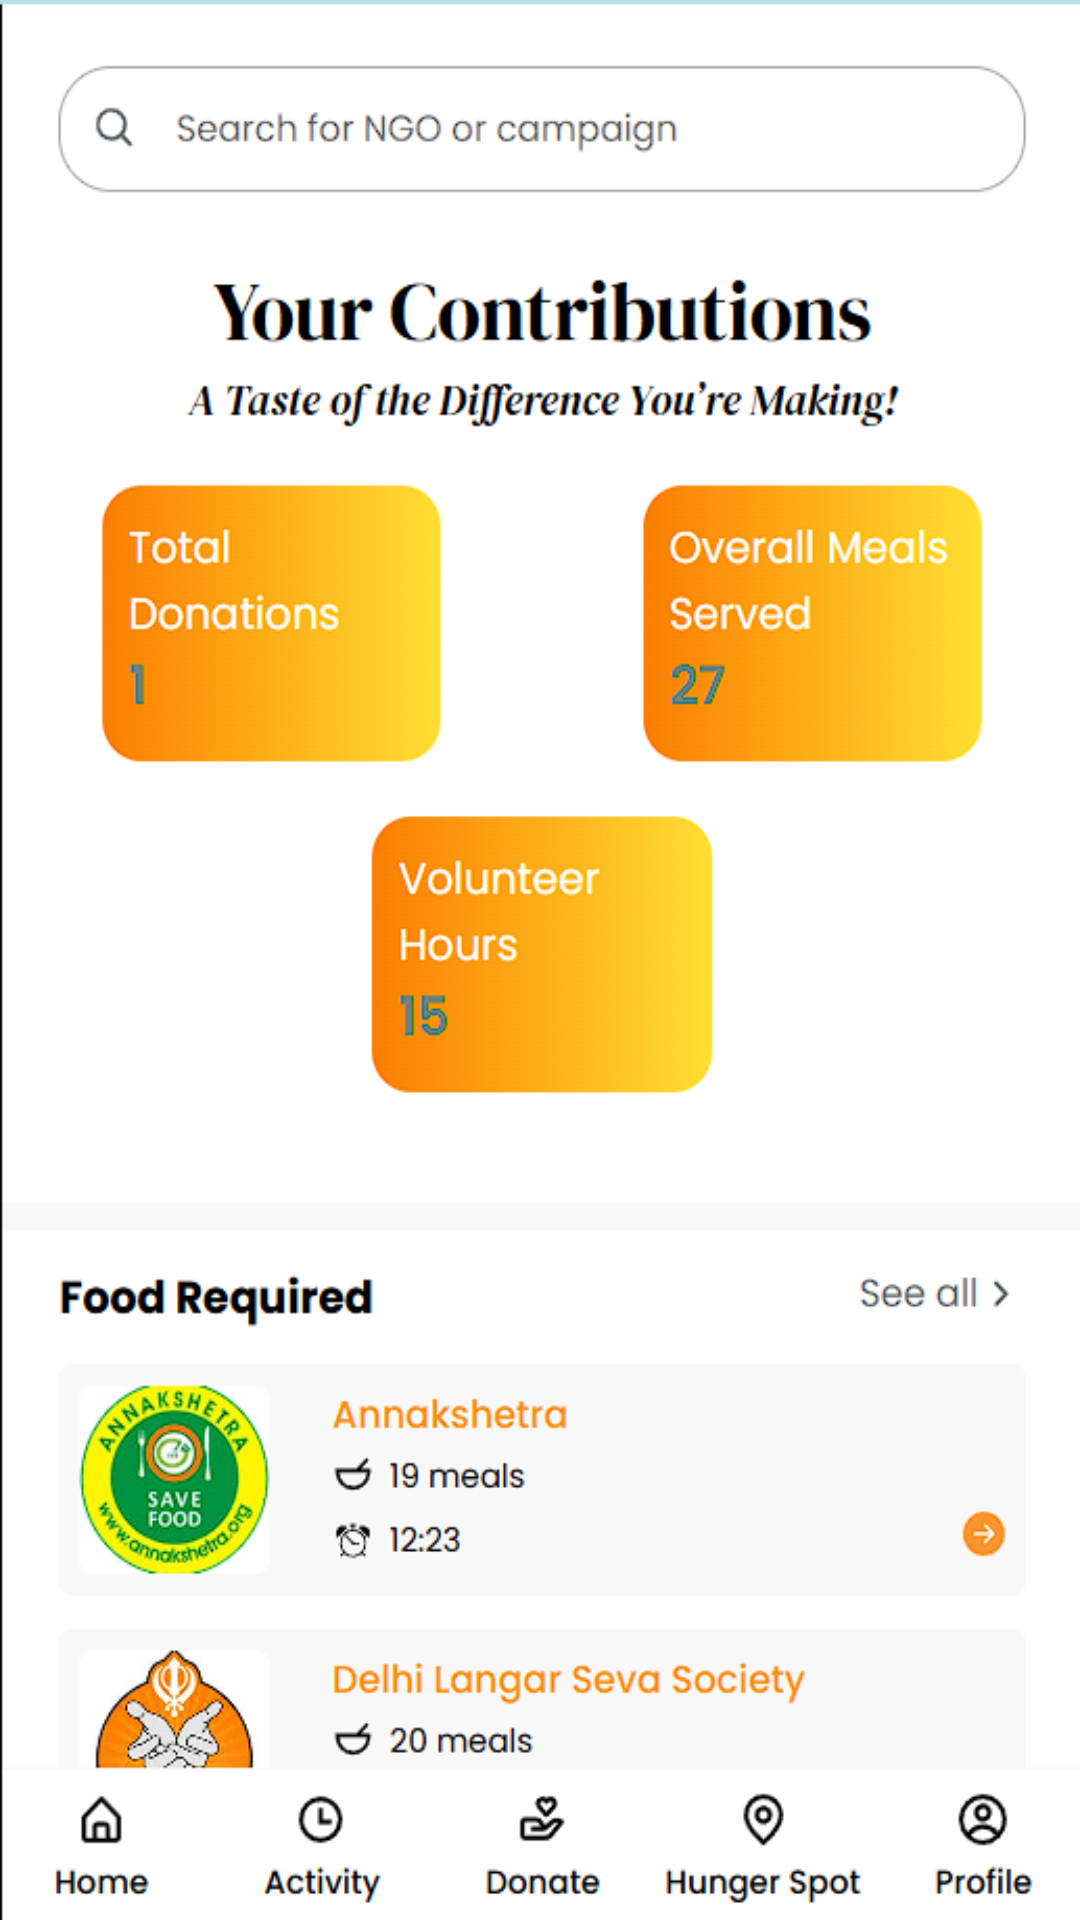 Search for NGO or campaign
Your Contributions
A Taste of the Difference You're Making!
Total
Donations
1
Overall Meals
Served
27
Volunteer
Hours
15
Food Required
See all
ANNAKSHETRA
SAVE
FOOD
www.annakshetra.org
Annakshetra
19 meals
12:23
Delhi Langar Seva Society
20 meals
Home
Activity
Donate
Hunger Spot
Profile